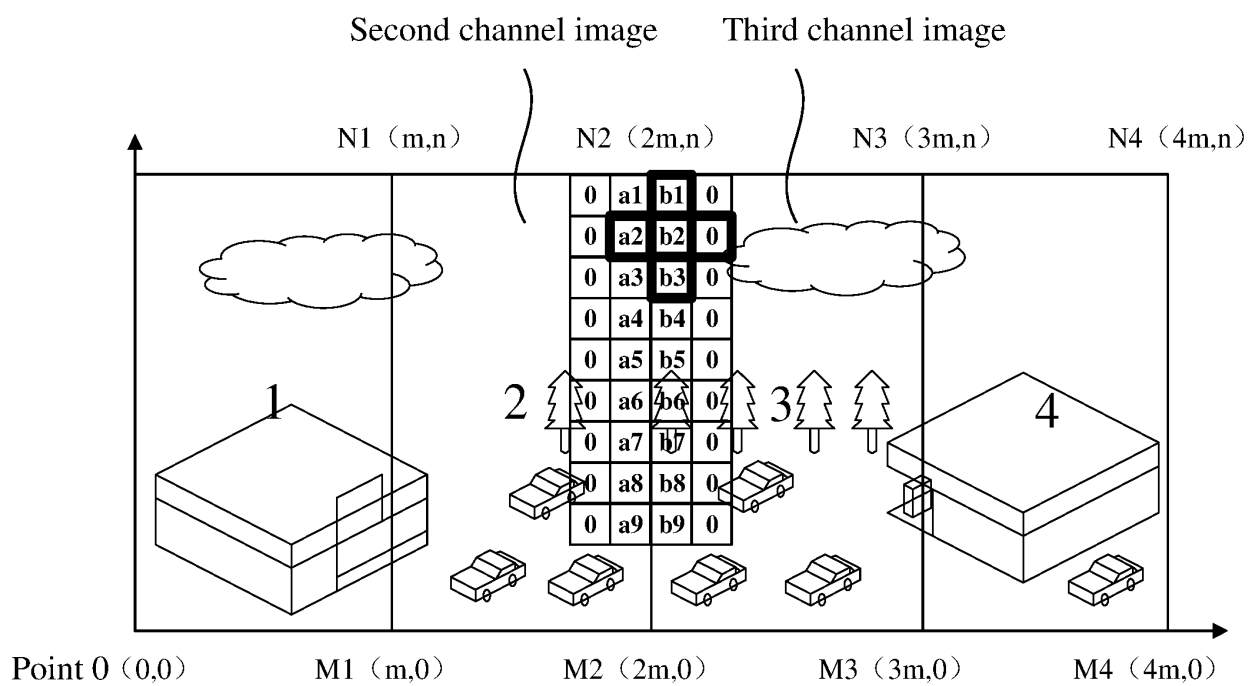 Second channel image Third channel image
N1（m,n) N2（2m,n) N3（3m,n) N4（4m,n)
0 a1 b1 0
0 a2 b2 0
0 a3 b3 0
0 a4 b4 0
0 a5 b5 0
1 2 0 a6 b6 0 3 4
0 a7 b7 0
0 a8 b8 0
0 a9 b9 0
Point 0（0,0) M1（m,0) M2（2m,0) M3（3m,0) M4（4m,0)